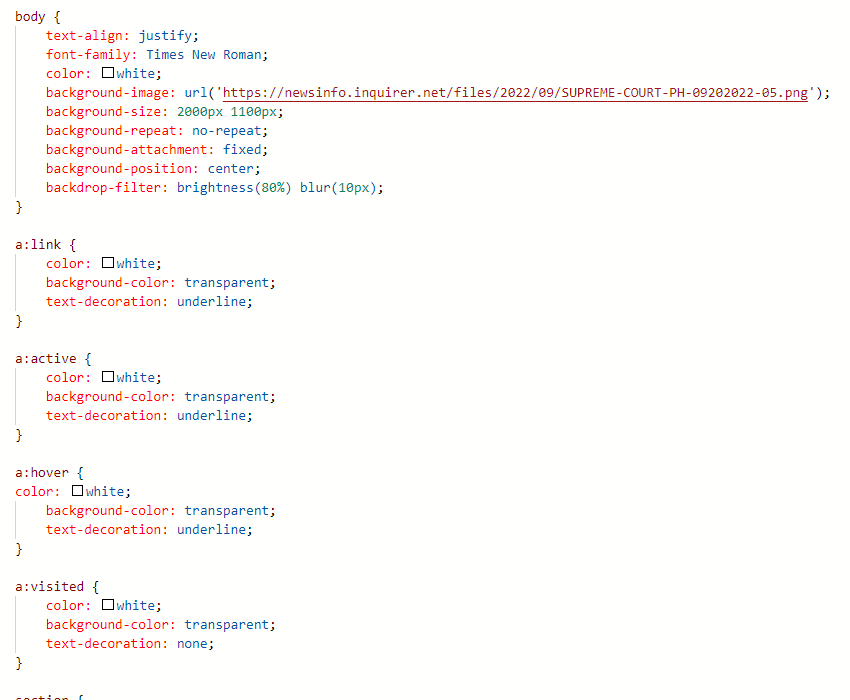 body {
text-align: justify;
font-family: Times New Roman;
color: white;
background-image: url('https://newsinfo.inquirer.net/files/2022/09/SUPREME-COURT-PH-09202022-05.png');
background-size: 2000px 1100px;
background-repeat: no-repeat;
background-attachment: fixed;
background-position: center;
backdrop-filter: brightness(80%) blur(10px);
}
a:link {
color: white;
background-color: transparent;
text-decoration: underline;
}
a:active {
color: white;
background-color: transparent;
text-decoration: underline;
}
a:hover {
color: white;
background-color: transparent;
text-decoration: underline;
}
a:visited {
color: white;
background-color: transparent;
text-decoration: none;
}
section {